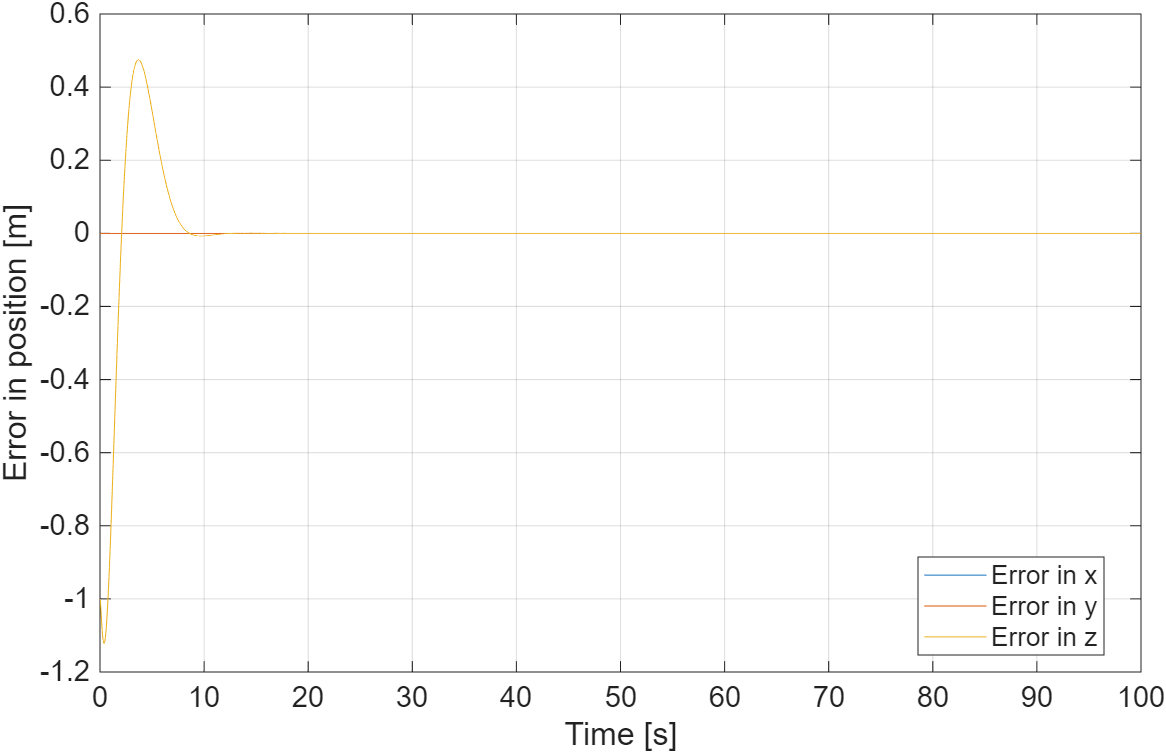 0.6
0.4
0.2
0
-0.2
-0.4
-0.6
-0.8
-1
-1.2
Error in position [m]
0 10 20 30 40 50 60 70 80 90 100
Time [s]
Error in x
Error in y
Error in z